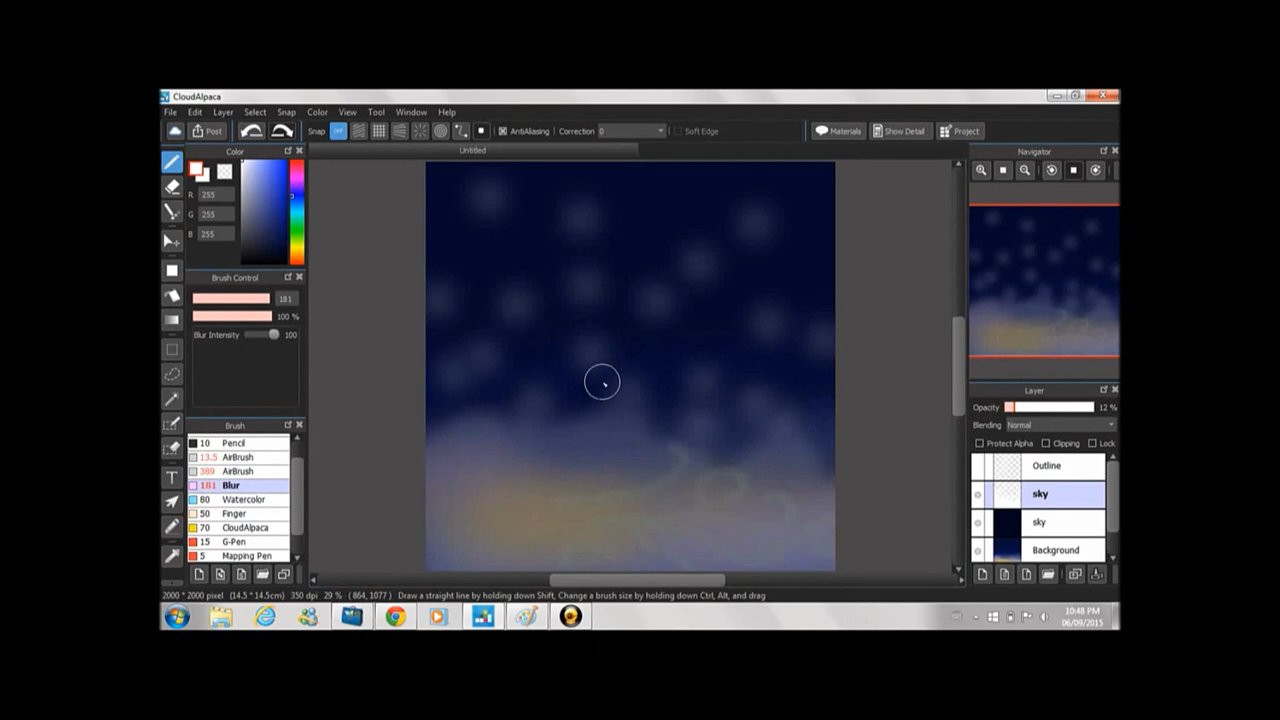 CloudAlpaca
File Edit Layer Select Snap Color View Tool Window Help
Post Snap OFF AntiAliasing Correction 0 Soft Edge Materials Show Detail Project
Color Untitled Navigator
R 255
G 255
B 255
Brush Control
181
100 %
Blur Intensity 100
Layer
Opacity 12 %
Blending Normal
Protect Alpha Clipping Lock
Brush
10 Pencil
13.5 AirBrush
389 AirBrush
181 Blur
80 Watercolor
50 Finger
70 CloudAlpaca
15 G-Pen
5 Mapping Pen
Outline
sky
sky
Background
2000 * 2000 pixel (14.5 * 14.5cm) 350 dpi 29 % ( 864, 1077 ) Draw a straight line by holding down Shift, Change a brush size by holding down Ctrl, Alt, and drag
10:48 PM
06/09/2015